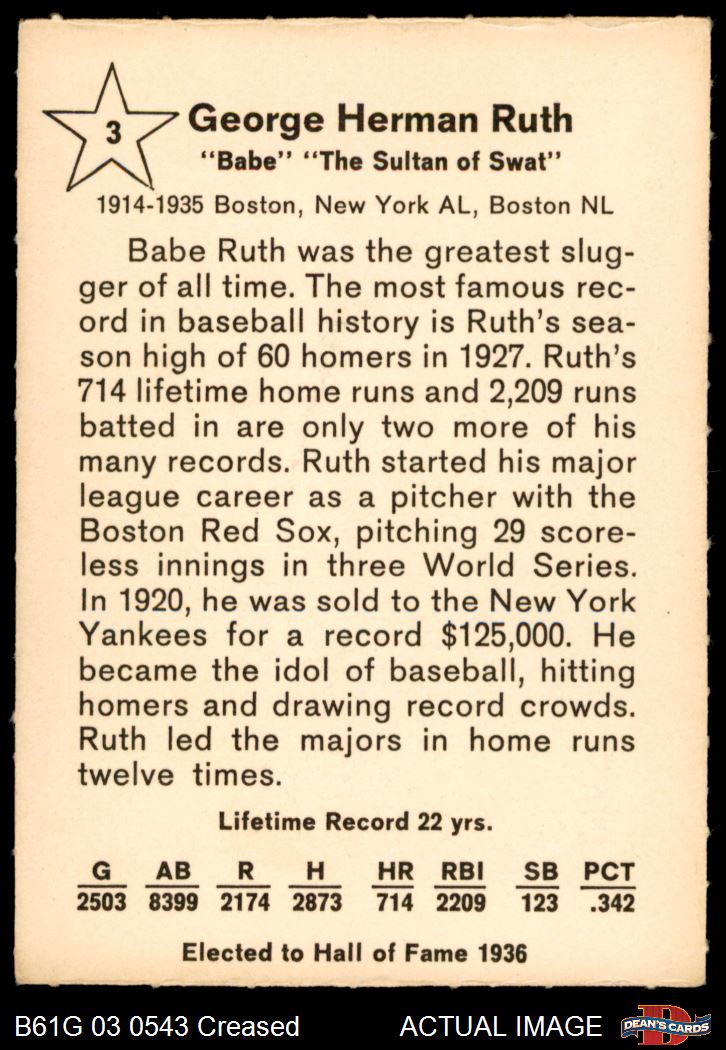 3
George Herman Ruth
"Babe" "The Sultan of Swat"
1914-1935 Boston, New York AL, Boston NL
Babe Ruth was the greatest slug-
ger of all time. The most famous rec-
ord in baseball history is Ruth's sea-
son high of 60 homers in 1927. Ruth's
714 lifetime home runs and 2,209 runs
batted in are only two more of his
many records. Ruth started his major
league career as a pitcher with the
Boston Red Sox, pitching 29 score-
less innings in three World Series.
In 1920, he was sold to the New York
Yankees for a record $125,000. He
became the idol of baseball, hitting
homers and drawing record crowds.
Ruth led the majors in home runs
twelve times.
Lifetime Record 22 yrs.
G AB R H HR RBI SB PCT
2503 8399 2174 2873 714 2209 123 .342
Elected to Hall of Fame 1936
B61G 03 0543 Creased ACTUAL IMAGE
D
DEAN'S CARDS